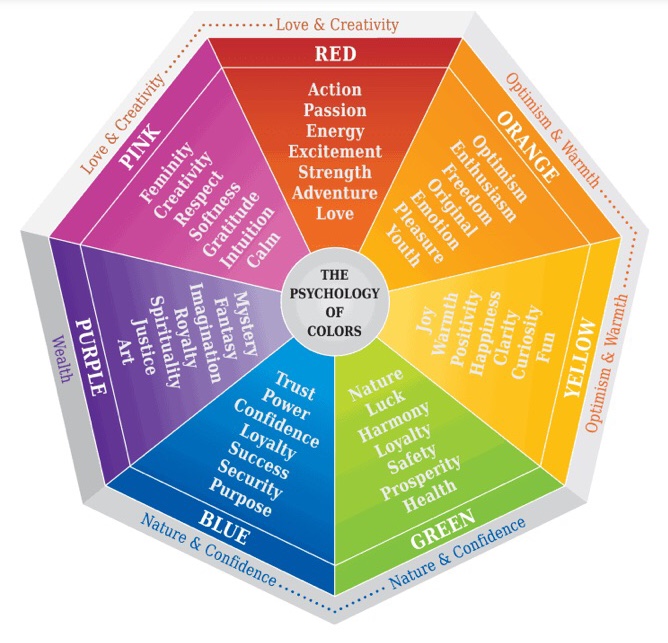 Love & Creativity
RED
Action
Passion
Energy
Excitement
Strength
Adventure
Love
Optimism & Warmth
ORANGE
Optimism
Enthusiasm
Freedom
Original
Emotion
Pleasure
Youth
Optimism & Warmth
YELLOW
Joy
Warmth
Positivity
Happiness
Clarity
Curiosity
Fun
Nature & Confidence
GREEN
Nature
Luck
Harmony
Loyalty
Safety
Prosperity
Health
Nature & Confidence
BLUE
Trust
Power
Confidence
Loyalty
Success
Security
Purpose
Wealth
PURPLE
Mystery
Fantasy
Imagination
Royalty
Spirituality
Justice
Art
Love & Creativity
PINK
Feminity
Creativity
Respect
Softness
Gratitude
Intuition
Calm
THE
PSYCHOLOGY
OF
COLORS